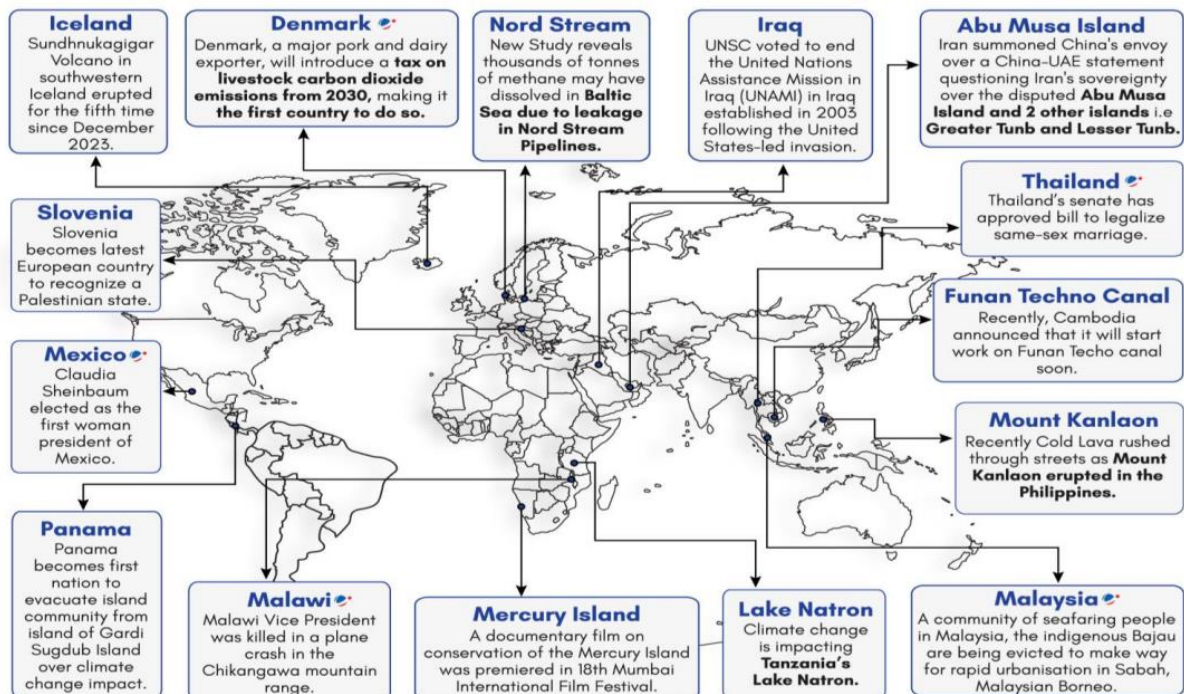 Iceland
Sundhnukagigar
Volcano in
southwestern
Iceland erupted for
the fifth time
since December
2023.
Denmark
Denmark, a major pork and dairy
exporter, will introduce a tax on
livestock carbon dioxide
emissions from 2030, making it
the first country to do so.
Nord Stream
New Study reveals
thousands of tonnes
of methane may have
dissolved in Baltic
Sea due to leakage
in Nord Stream
Pipelines.
Iraq
UNSC voted to end
the United Nations
Assistance Mission in
Iraq (UNAMI) in Iraq
established in 2003
following the United
States-led invasion.
Abu Musa Island
Iran summoned China's envoy
over a China-UAE statement
questioning Iran's sovereignty
over the disputed Abu Musa
Island and 2 other islands i.e
Greater Tunb and Lesser Tunb.
Slovenia
Slovenia
becomes latest
European country
to recognize a
Palestinian state.
Thailand
Thailand's senate has
approved bill to legalize
same-sex marriage.
Funan Techno Canal
Recently, Cambodia
announced that it will start
work on Funan Techo canal
soon.
Mexico
Claudia
Sheinbaum
elected as the
first woman
president of
Mexico.
Mount Kanlaon
Recently Cold Lava rushed
through streets as Mount
Kanlaon erupted in the
Philippines.
Panama
Panama
becomes first
nation to
evacuate island
community from
island of Gardi
Sugdub Island
over climate
change impact.
Malawi
Malawi Vice President
was killed in a plane
crash in the
Chikangawa mountain
range.
Mercury Island
A documentary film on
conservation of the Mercury Island
was premiered in 18th Mumbai
International Film Festival.
Lake Natron
Climate change
is impacting
Tanzania's
Lake Natron.
Malaysia
A community of seafaring people
in Malaysia, the indigenous Bajau
are being evicted to make way
for rapid urbanisation in Sabah,
Malaysian Borneo.